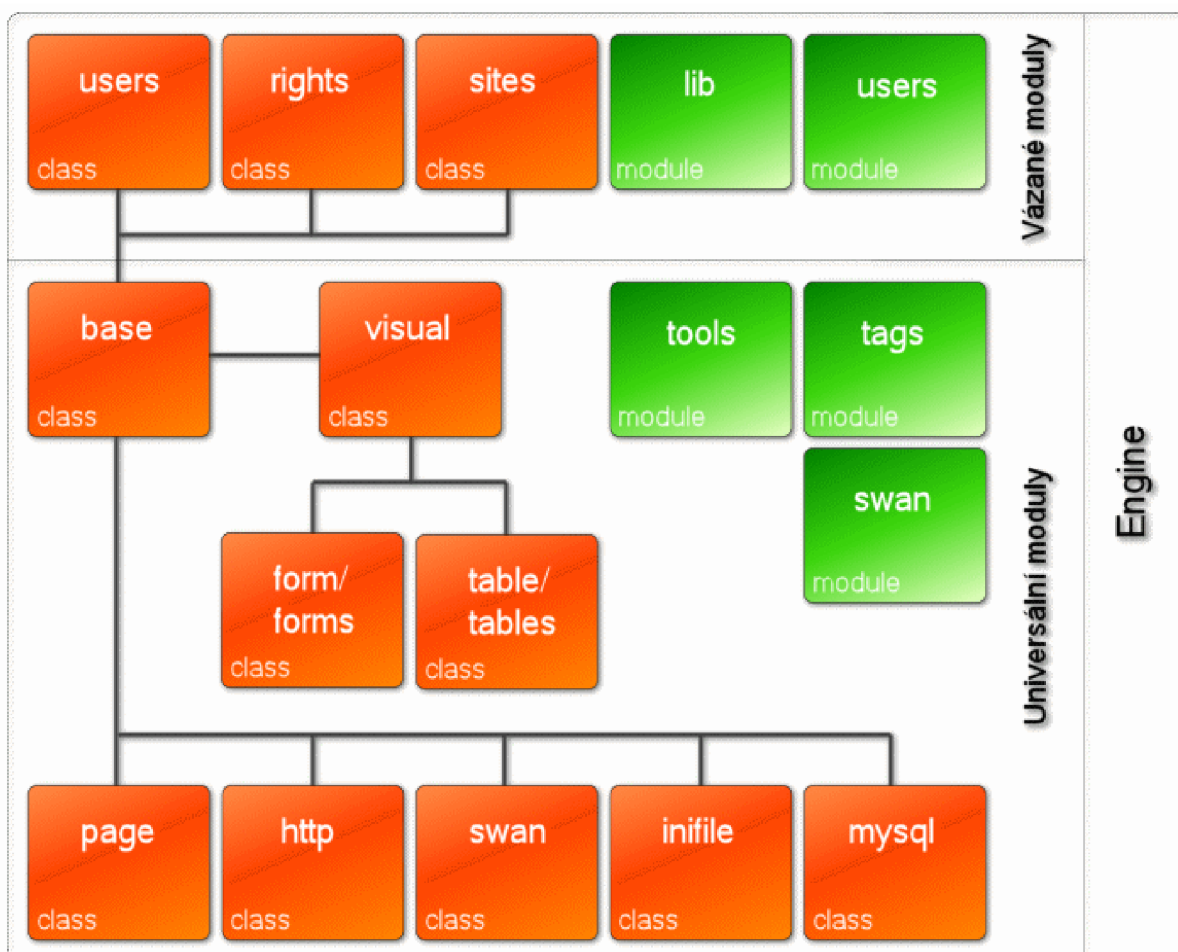 users
class
rights
class
sites
class
lib
module
users
module
Vázané moduly
base
class
visual
class
tools
module
tags
module
swan
module
form/
forms
class
table/
tables
class
Universální moduly
Engine
page
class
http
class
swan
class
inifile
class
mysql
class